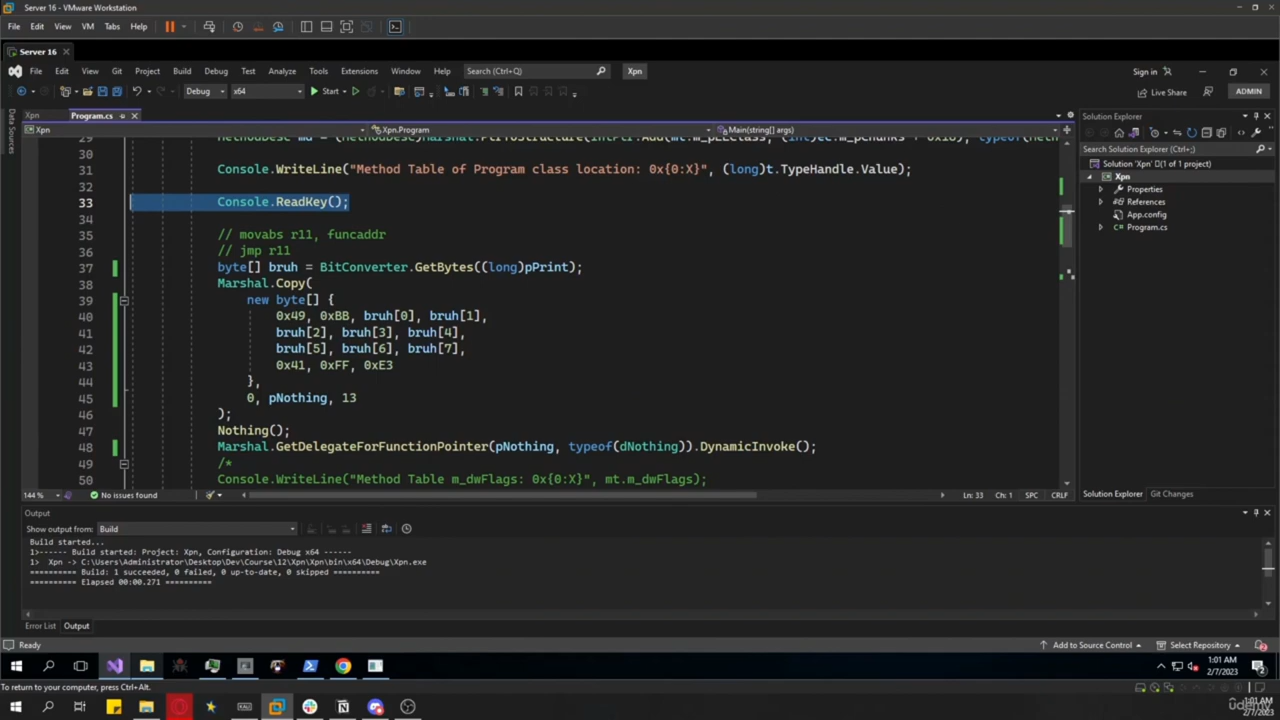 Server 16 - VMware Workstation
File Edit View VM Tabs Help
Server 16
File Edit View Git Project Build Debug Test Analyze Tools Extensions Window Help Search (Ctrl+Q) Xpn Sign in
Debug x64 Start Live Share ADMIN
Xpn Program.cs Solution Explorer
Data Sources
Xpn Xpn.Program Main(string[] args)
Search Solution Explorer (Ctrl+;)
Solution 'Xpn' (1 of 1 project)
Xpn
Properties
References
App.config
Program.cs
29
30
31 Console.WriteLine("Method Table of Program class location: 0x{0:X}", (long)t.TypeHandle.Value);
32
33 Console.ReadKey();
34
35 // movabs r11, funcaddr
36 // jmp r11
37 byte[] bruh = BitConverter.GetBytes((long)pPrint);
38 Marshal.Copy(
39 new byte[] {
40 0x49, 0xBB, bruh[0], bruh[1],
41 bruh[2], bruh[3], bruh[4],
42 bruh[5], bruh[6], bruh[7],
43 0x41, 0xFF, 0xE3
44 },
45 0, pNothing, 13
46 );
47 Nothing();
48 Marshal.GetDelegateForFunctionPointer(pNothing, typeof(dNothing)).DynamicInvoke();
49 /*
50 Console.WriteLine("Method Table m_dwFlags: 0x{0:X}", mt.m_dwFlags);
144 % No issues found Ln: 33 Ch: 1 SPC CRLF
Solution Explorer Git Changes
Output
Show output from: Build
Build started...
1>------ Build started: Project: Xpn, Configuration: Debug x64 ------
1> Xpn -> C:\Users\Administrator\Desktop\Dev\Course\12\Xpn\Xpn\bin\x64\Debug\Xpn.exe
========== Build: 1 succeeded, 0 failed, 0 up-to-date, 0 skipped ==========
========== Elapsed 00:00.271 ==========
Error List Output
Ready Add to Source Control Select Repository
1:01 AM
2/7/2023
To return to your computer, press Ctrl+Alt.
1:01 AM
2/7/2023
udemy